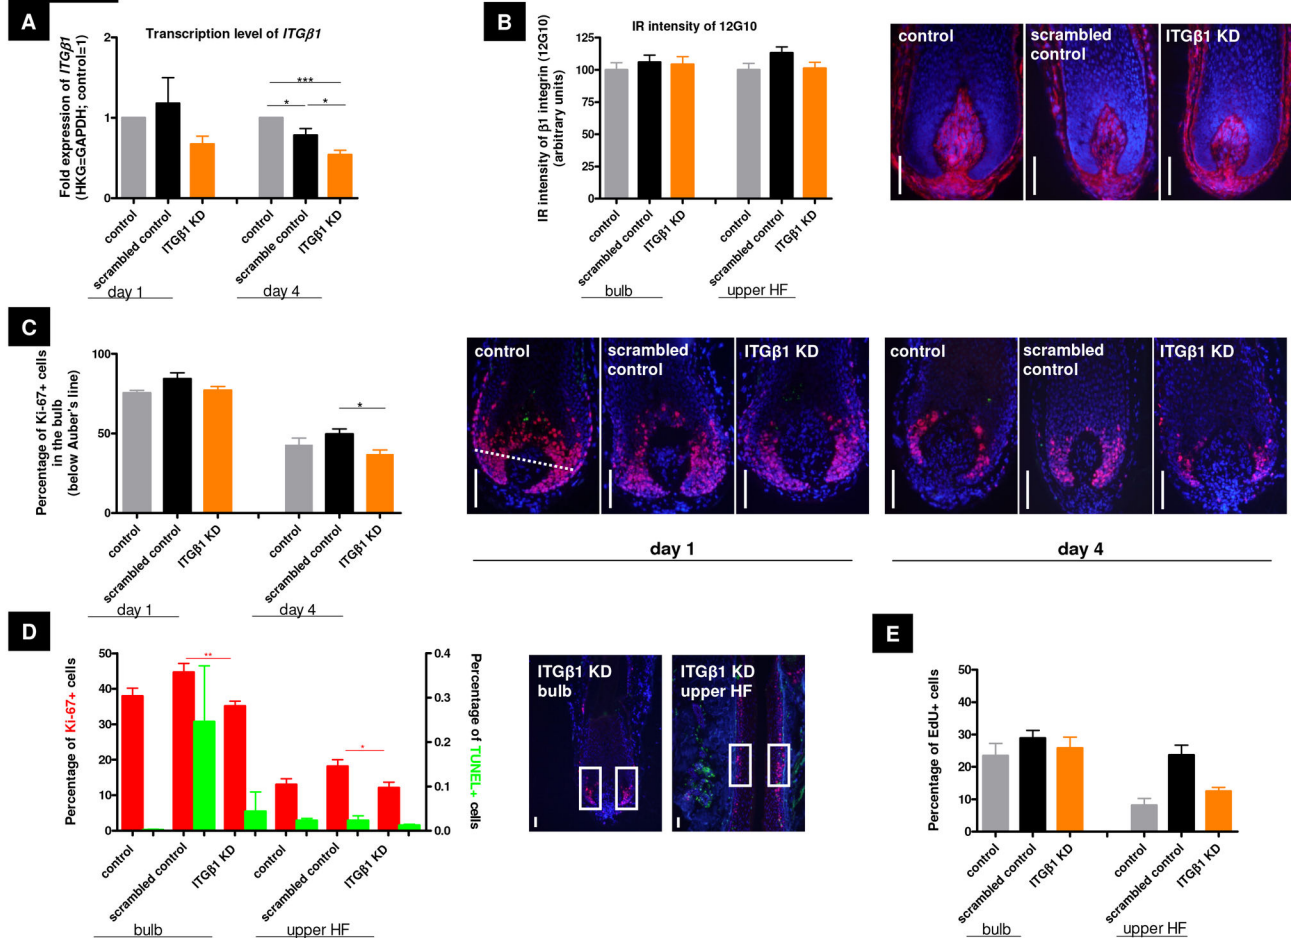 A
Transcription level of ITGβ1
Fold expression of ITGβ1
(HKG=GAPDH; control=1)
2
1
0
***
*
*
control
scrambled control
ITGβ1 KD
control
scramble control
ITGβ1 KD
day 1
day 4
B
IR intensity of 12G10
IR intensity of β1 integrin (12G10)
(arbitrary units)
125
100
75
50
25
0
control
scrambled control
ITGβ1 KD
control
scrambled control
ITGβ1 KD
bulb
upper HF
control
scrambled
control
ITGβ1 KD
C
Percentage of Ki-67+ cells
in the bulb
(below Auber's line)
100
50
0
*
control
scrambled control
ITGβ1 KD
control
scrambled control
ITGβ1 KD
day 1
day 4
control
scrambled
control
ITGβ1 KD
control
scrambled
control
ITGβ1 KD
day 1
day 4
D
Percentage of Ki-67+ cells
50
40
30
20
10
0
**
*
0.4
0.3
0.2
0.1
0.0
Percentage of TUNEL+ cells
control
scrambled control
ITGβ1 KD
control
scrambled control
ITGβ1 KD
bulb
upper HF
ITGβ1 KD
bulb
ITGβ1 KD
upper HF
E
Percentage of EdU+ cells
50
40
30
20
10
0
control
scrambled control
ITGβ1 KD
control
scrambled control
ITGβ1 KD
bulb
upper HF